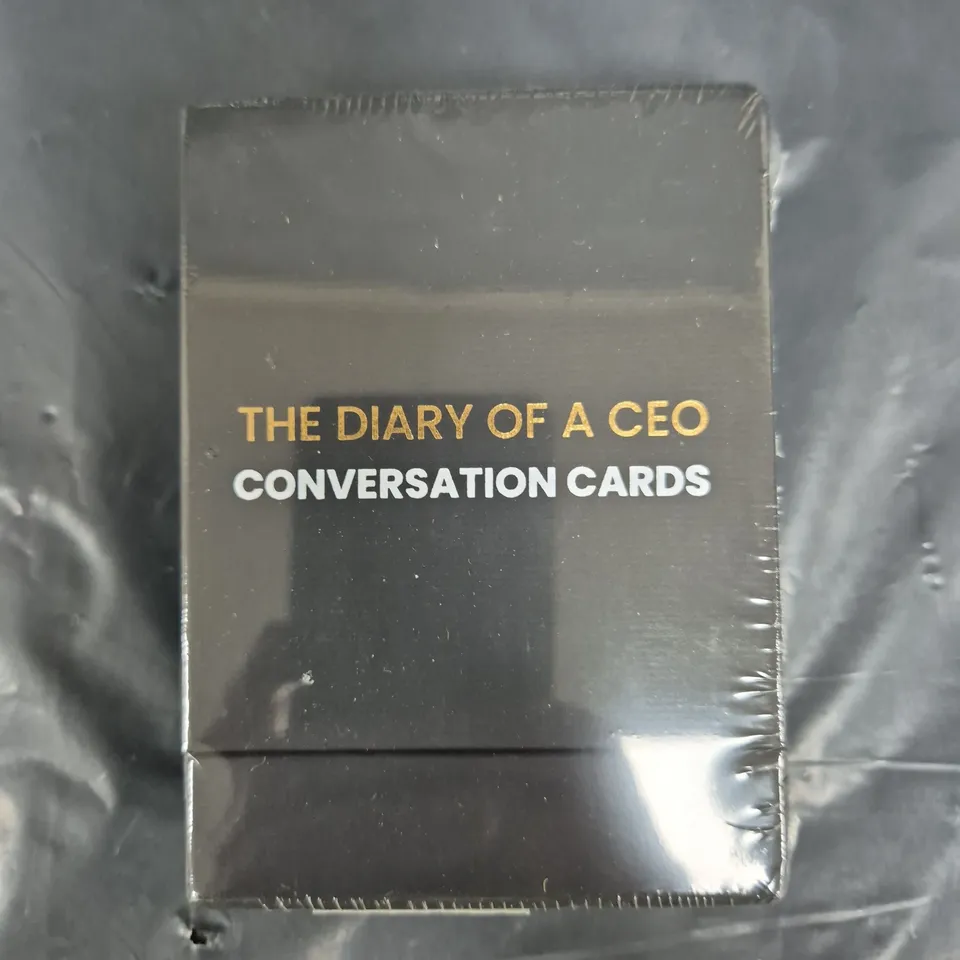 THE DIARY OF A CEO
CONVERSATION CARDS